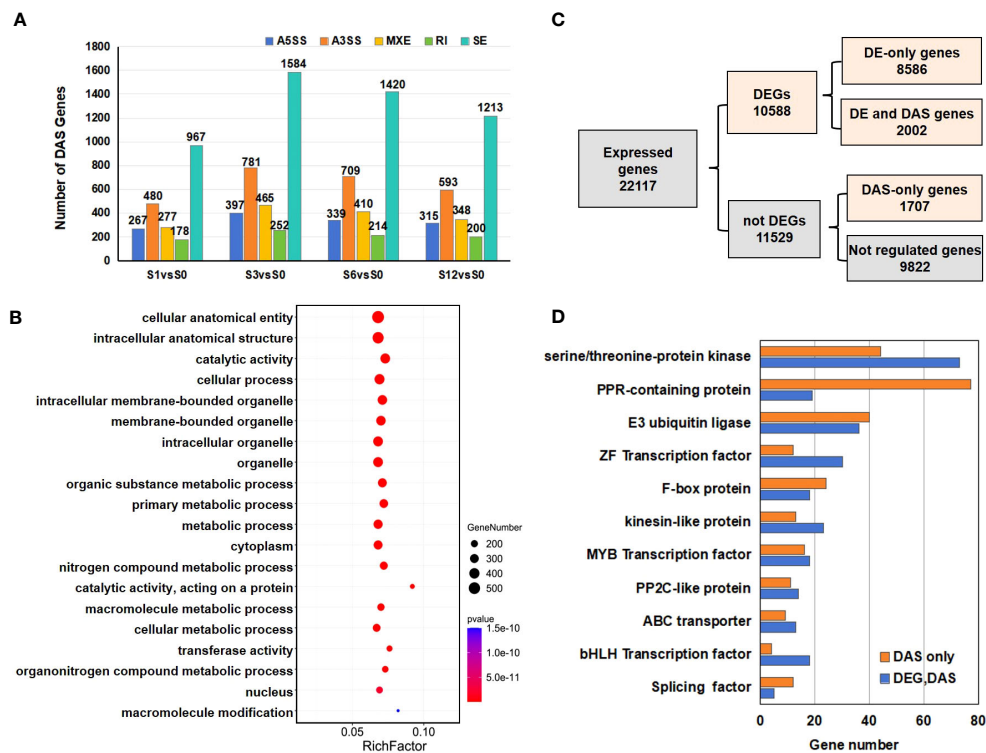 A
A5SS A3SS MXE RI SE
Number of DAS Genes
1800
1600
1400
1200
1000
800
600
400
200
0
267 480 277 178 967
397 781 465 252 1584
339 709 410 214 1420
315 593 348 200 1213
S1vsS0 S3vsS0 S6vsS0 S12vsS0
B
cellular anatomical entity
intracellular anatomical structure
catalytic activity
cellular process
intracellular membrane-bounded organelle
membrane-bounded organelle
intracellular organelle
organelle
organic substance metabolic process
primary metabolic process
metabolic process
cytoplasm
nitrogen compound metabolic process
catalytic activity, acting on a protein
macromolecule metabolic process
cellular metabolic process
transferase activity
organonitrogen compound metabolic process
nucleus
macromolecule modification
0.05 0.10
RichFactor
GeneNumber
200
300
400
500
pvalue
1.5e-10
1.0e-10
5.0e-11
C
Expressed
genes
22117
DEGs
10588
not DEGs
11529
DE-only genes
8586
DE and DAS genes
2002
DAS-only genes
1707
Not regulated genes
9822
D
serine/threonine-protein kinase
PPR-containing protein
E3 ubiquitin ligase
ZF Transcription factor
F-box protein
kinesin-like protein
MYB Transcription factor
PP2C-like protein
ABC transporter
bHLH Transcription factor
Splicing factor
DAS only
DEG,DAS
0 20 40 60 80
Gene number